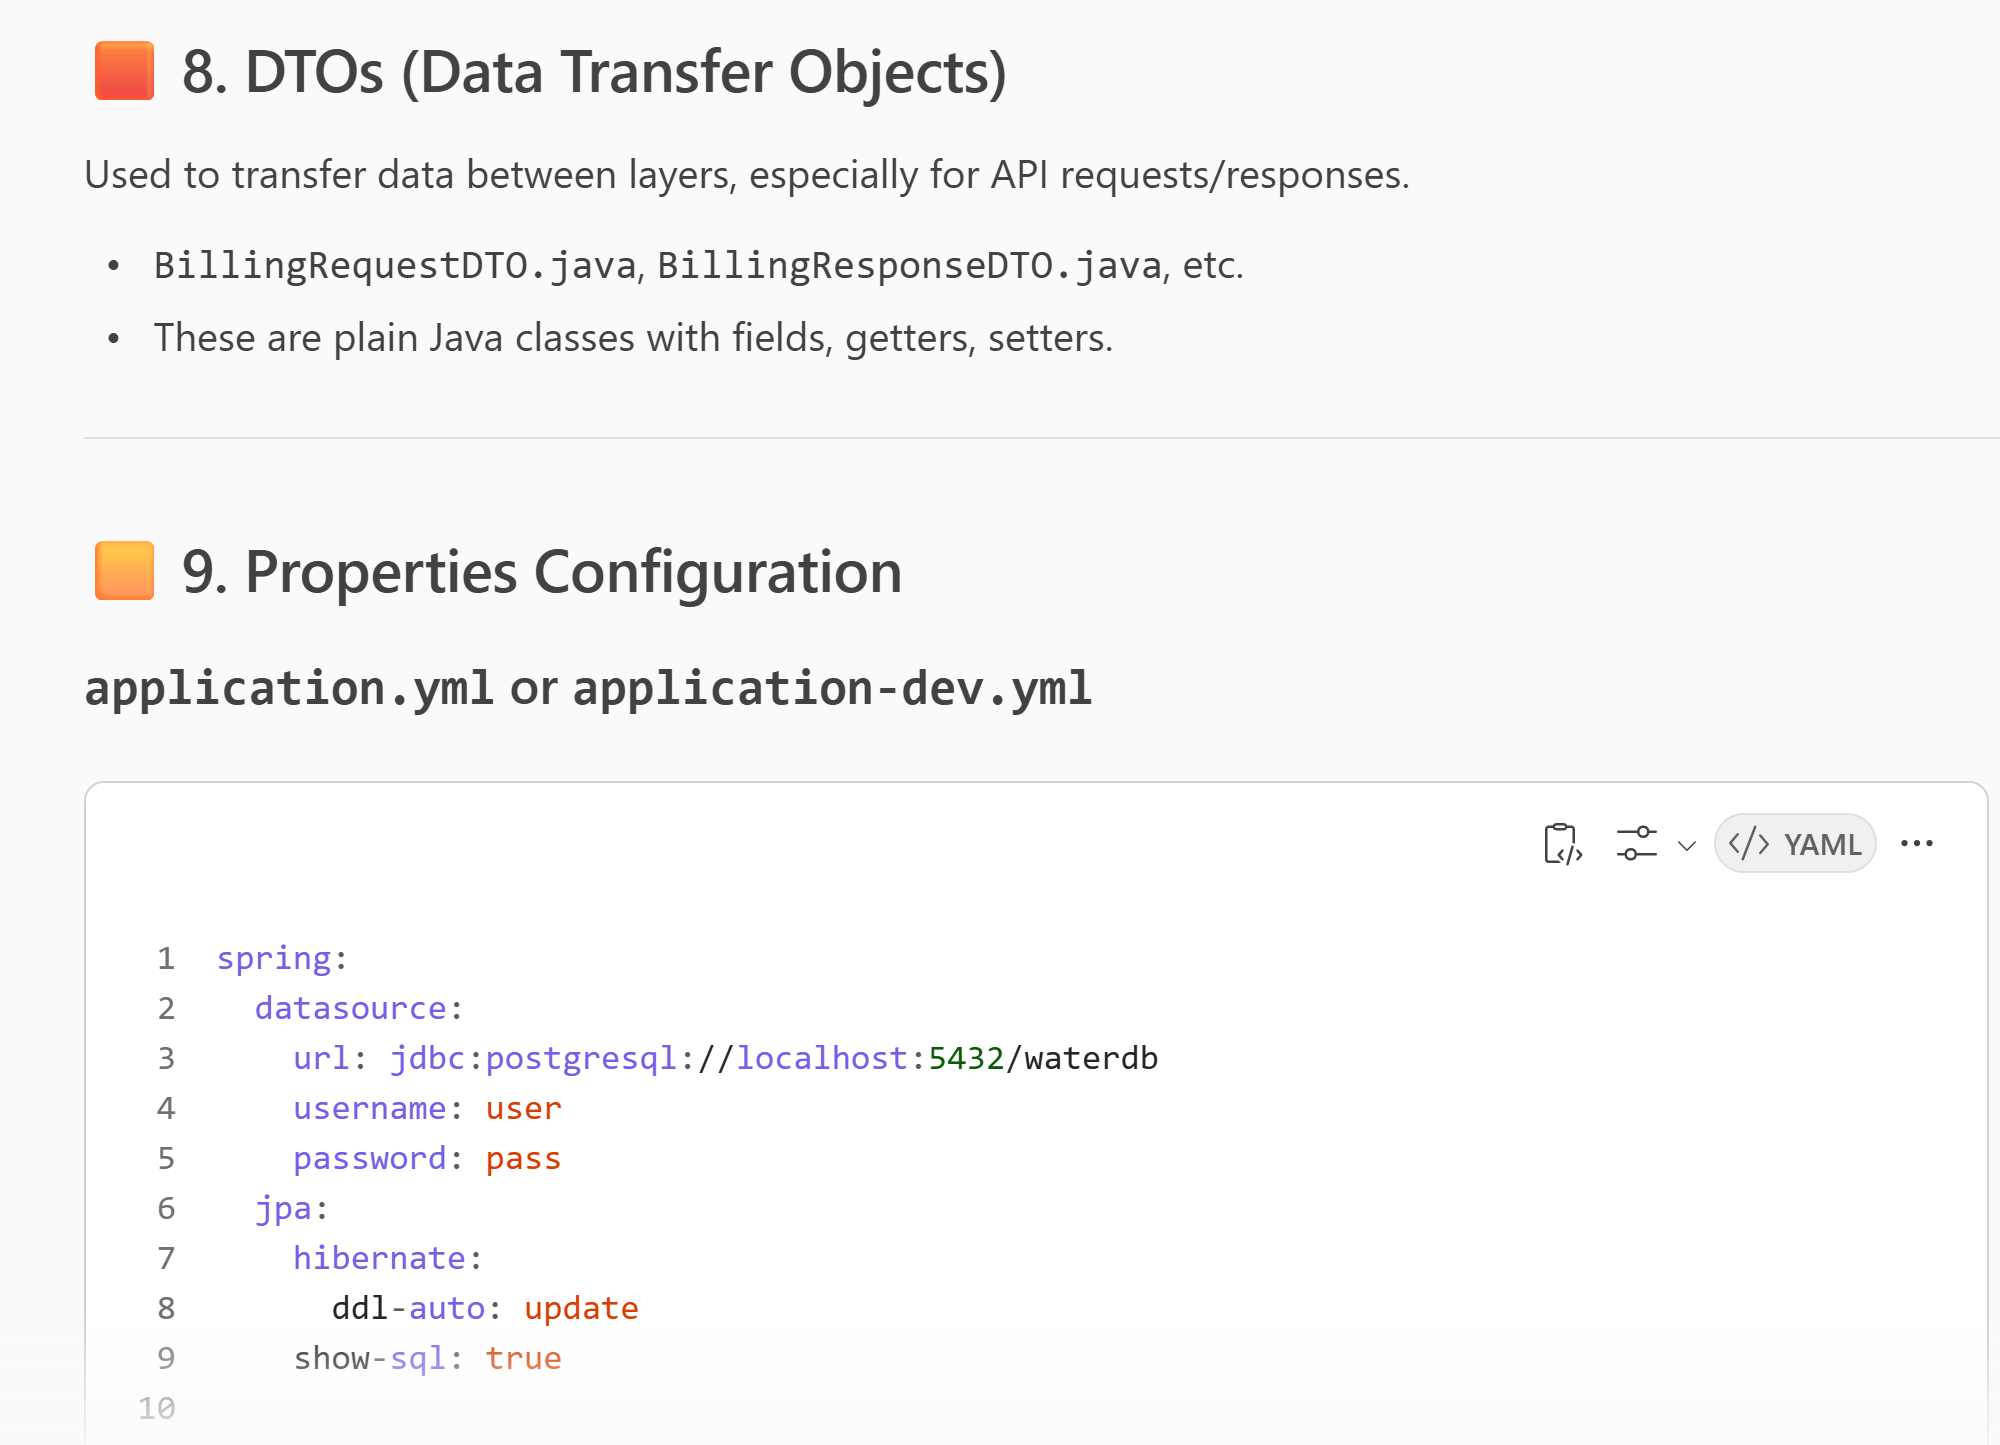 8. DTOs (Data Transfer Objects)
Used to transfer data between layers, especially for API requests/responses.
• BillingRequestDTO.java, BillingResponseDTO.java, etc.
• These are plain Java classes with fields, getters, setters.
9. Properties Configuration
application.yml or application-dev.yml
</> YAML ...
1 spring:
2   datasource:
3     url: jdbc:postgresql://localhost:5432/waterdb
4     username: user
5     password: pass
6   jpa:
7     hibernate:
8       ddl-auto: update
9     show-sql: true
10